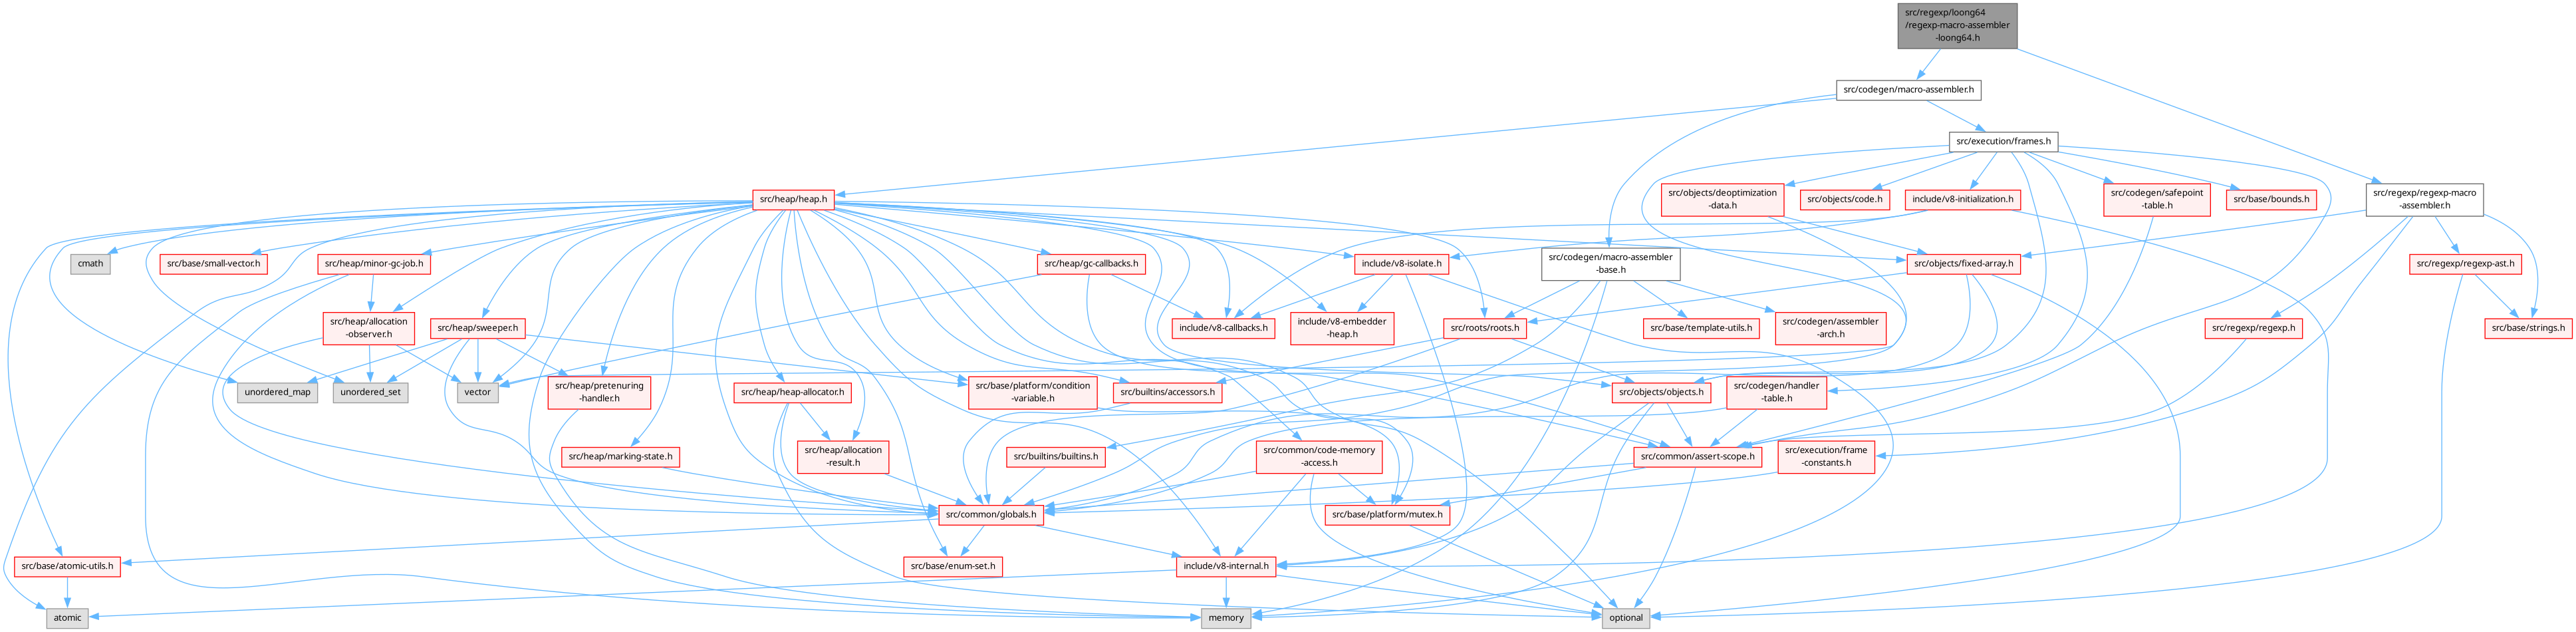 src/regexp/loong64
/regexp-macro-assembler
-loong64.h
src/codegen/macro-assembler.h
src/execution/frames.h
src/heap/heap.h
src/objects/deoptimization
-data.h
src/objects/code.h
include/v8-initialization.h
src/codegen/safepoint
-table.h
src/base/bounds.h
src/regexp/regexp-macro
-assembler.h
cmath
src/base/small-vector.h
src/heap/minor-gc-job.h
src/heap/gc-callbacks.h
include/v8-isolate.h
src/codegen/macro-assembler
-base.h
src/objects/fixed-array.h
src/regexp/regexp-ast.h
src/heap/allocation
-observer.h
src/heap/sweeper.h
include/v8-callbacks.h
include/v8-embedder
-heap.h
src/roots/roots.h
src/base/template-utils.h
src/codegen/assembler
-arch.h
src/regexp/regexp.h
src/base/strings.h
unordered_map
unordered_set
vector
src/heap/pretenuring
-handler.h
src/heap/heap-allocator.h
src/base/platform/condition
-variable.h
src/builtins/accessors.h
src/objects/objects.h
src/codegen/handler
-table.h
src/heap/marking-state.h
src/heap/allocation
-result.h
src/builtins/builtins.h
src/common/code-memory
-access.h
src/common/assert-scope.h
src/execution/frame
-constants.h
src/common/globals.h
src/base/platform/mutex.h
src/base/atomic-utils.h
src/base/enum-set.h
include/v8-internal.h
atomic
memory
optional